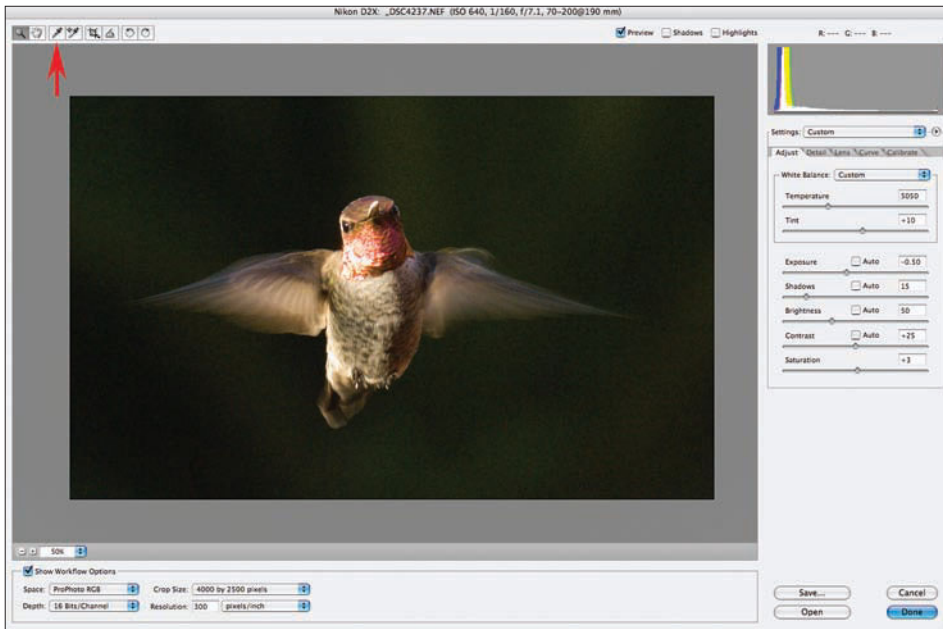 Nikon D2X: _DSC4237.NEF (ISO 640, 1/160, f/7.1, 70-200@190 mm)
Preview Shadows Highlights R: --- G: --- B: ---
Settings: Custom
Adjust Detail Lens Curve Calibrate
White Balance: Custom
Temperature 5050
Tint +10
Exposure Auto -0.50
Shadows Auto 15
Brightness Auto 50
Contrast Auto +25
Saturation +3
50%
Show Workflow Options
Space: ProPhoto RGB Crop Size: 4000 by 2500 pixels
Depth: 16 Bits/Channel Resolution: 300 pixels/inch
Save... Cancel
Open Done